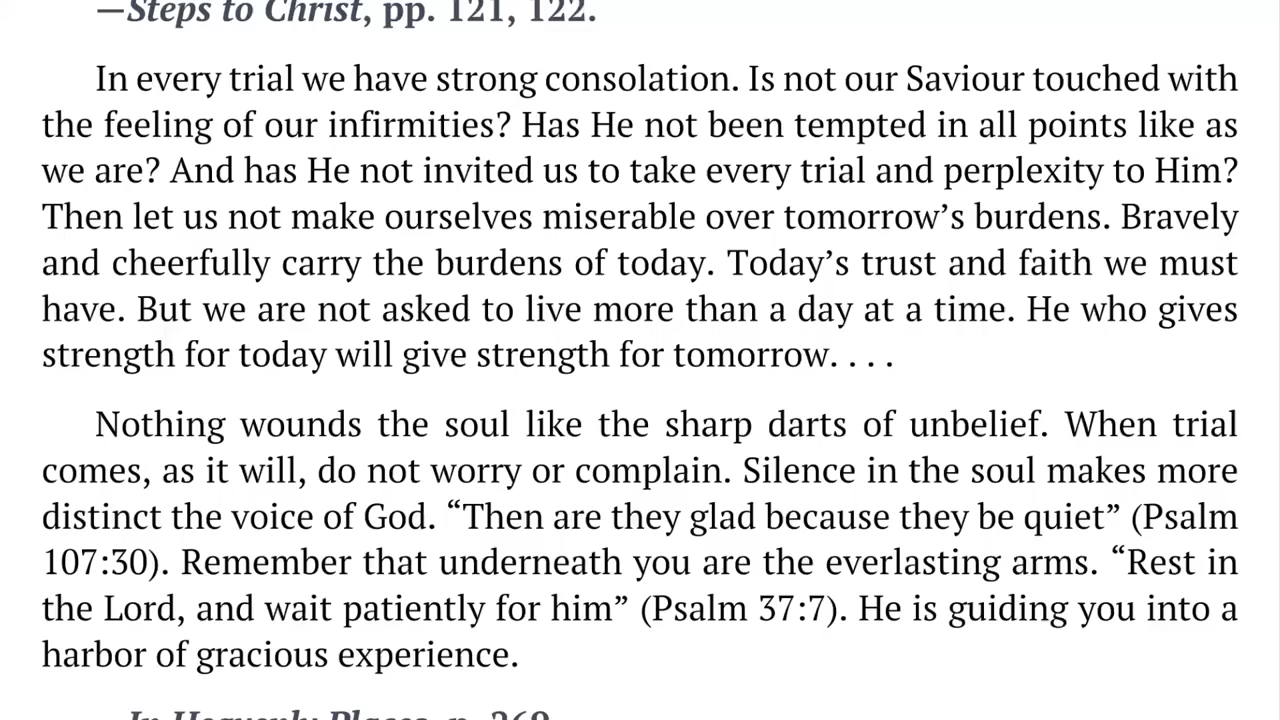 —Steps to Christ, pp. 121, 122.
In every trial we have strong consolation. Is not our Saviour touched with
the feeling of our infirmities? Has He not been tempted in all points like as
we are? And has He not invited us to take every trial and perplexity to Him?
Then let us not make ourselves miserable over tomorrow’s burdens. Bravely
and cheerfully carry the burdens of today. Today’s trust and faith we must
have. But we are not asked to live more than a day at a time. He who gives
strength for today will give strength for tomorrow. . . .
Nothing wounds the soul like the sharp darts of unbelief. When trial
comes, as it will, do not worry or complain. Silence in the soul makes more
distinct the voice of God. “Then are they glad because they be quiet” (Psalm
107:30). Remember that underneath you are the everlasting arms. “Rest in
the Lord, and wait patiently for him” (Psalm 37:7). He is guiding you into a
harbor of gracious experience.
In Heavenly Places, p. 269